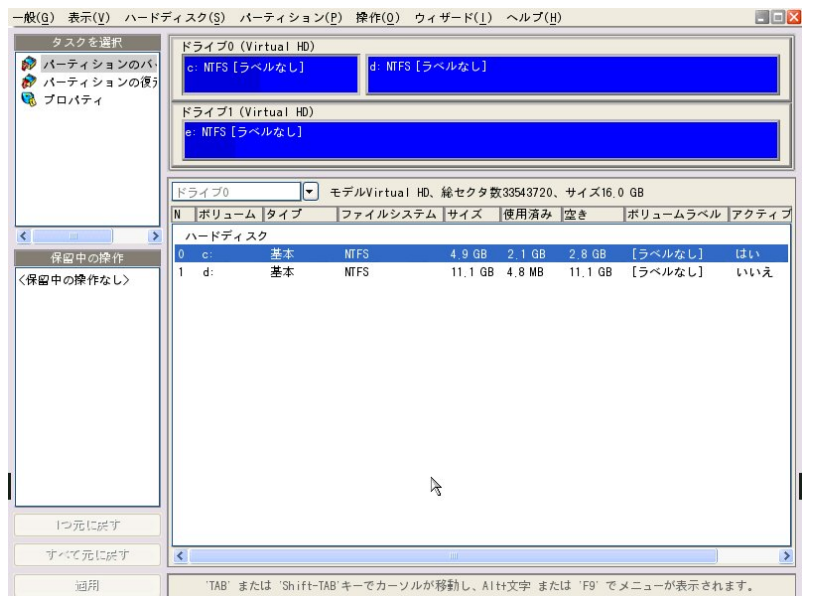 一般(G) 表示(V) ハードディスク(S) パーティション(P) 操作(O) ウィザード(I) ヘルプ(H)
タスクを選択
パーティションのバ
パーティションの復元
プロパティ
保留中の操作
<保留中の操作なし>
1つ元に戻す
すべて元に戻す
適用
ドライブ0 (Virtual HD)
c: NTFS [ラベルなし]
d: NTFS [ラベルなし]
ドライブ1 (Virtual HD)
e: NTFS [ラベルなし]
ドライブ0 モデルVirtual HD、総セクタ数33543720、サイズ16.0 GB
N ボリューム タイプ ファイルシステム サイズ 使用済み 空き ボリュームラベル アクティブ
ハードディスク
0 c: 基本 NTFS 4.9 GB 2.1 GB 2.8 GB [ラベルなし] はい
1 d: 基本 NTFS 11.1 GB 4.8 MB 11.1 GB [ラベルなし] いいえ
'TAB' または 'Shift-TAB'キーでカーソルが移動し、Alt+文字 または 'F9' でメニューが表示されます。